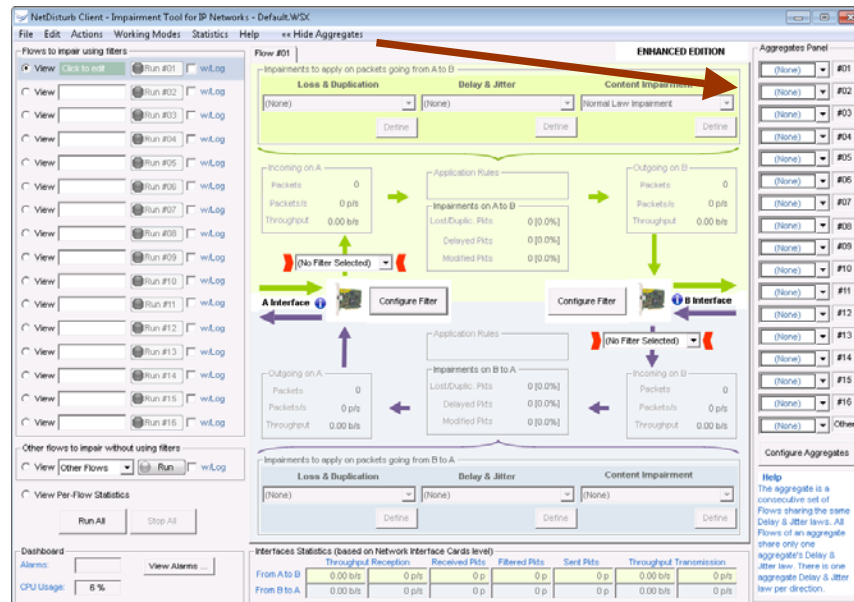 NetDisturb Client - Impairment Tool for IP Networks - Default.WSX
File Edit Actions Working Modes Statistics Help «« Hide Aggregates
Flows to impair using filters
View Click to edit Run #01 w/Log
View Run #02 w/Log
View Run #03 w/Log
View Run #04 w/Log
View Run #05 w/Log
View Run #06 w/Log
View Run #07 w/Log
View Run #08 w/Log
View Run #09 w/Log
View Run #10 w/Log
View Run #11 w/Log
View Run #12 w/Log
View Run #13 w/Log
View Run #14 w/Log
View Run #15 w/Log
View Run #16 w/Log
Other flows to impair without using filters
View Other Flows Run w/Log
View Per-Flow Statistics
Run All Stop All
Dashboard
Alarms: View Alarms ...
CPU Usage: 6 %
Flow #01 ENHANCED EDITION
Impairments to apply on packets going from A to B
Loss & Duplication Delay & Jitter Content Impairment
(None) (None) Normal Law Impairment
Define Define Define
Incoming on A
Packets 0
Packets/s 0 p/s
Throughput 0.00 b/s
Application Rules
Impairments on A to B
Lost/Duplic. Pkts 0 [0.0%]
Delayed Pkts 0 [0.0%]
Modified Pkts 0 [0.0%]
Outgoing on B
Packets 0
Packets/s 0 p/s
Throughput 0.00 b/s
(No Filter Selected)
A Interface Configure Filter Configure Filter B Interface
(No Filter Selected)
Outgoing on A
Packets 0
Packets/s 0 p/s
Throughput 0.00 b/s
Application Rules
Impairments on B to A
Lost/Duplic. Pkts 0 [0.0%]
Delayed Pkts 0 [0.0%]
Modified Pkts 0 [0.0%]
Incoming on B
Packets 0
Packets/s 0 p/s
Throughput 0.00 b/s
Impairments to apply on packets going from B to A
Loss & Duplication Delay & Jitter Content Impairment
(None) (None) (None)
Define Define Define
Interfaces Statistics (based on Network Interface Cards level)
Throughput Reception Received Pkts Filtered Pkts Sent Pkts Throughput Transmission
From A to B 0.00 b/s 0 p/s 0 p 0 p 0 p 0.00 b/s 0 p/s
From B to A 0.00 b/s 0 p/s 0 p 0 p 0 p 0.00 b/s 0 p/s
Aggregates Panel
(None) #01
(None) #02
(None) #03
(None) #04
(None) #05
(None) #06
(None) #07
(None) #08
(None) #09
(None) #10
(None) #11
(None) #12
(None) #13
(None) #14
(None) #15
(None) #16
(None) Other
Configure Aggregates
Help
The aggregate is a
consecutive set of
Flows sharing the same
Delay & Jitter laws. All
Flows of an aggregate
share only one
aggregate's Delay &
Jitter law. There is one
aggregate Delay & Jitter
law per direction.